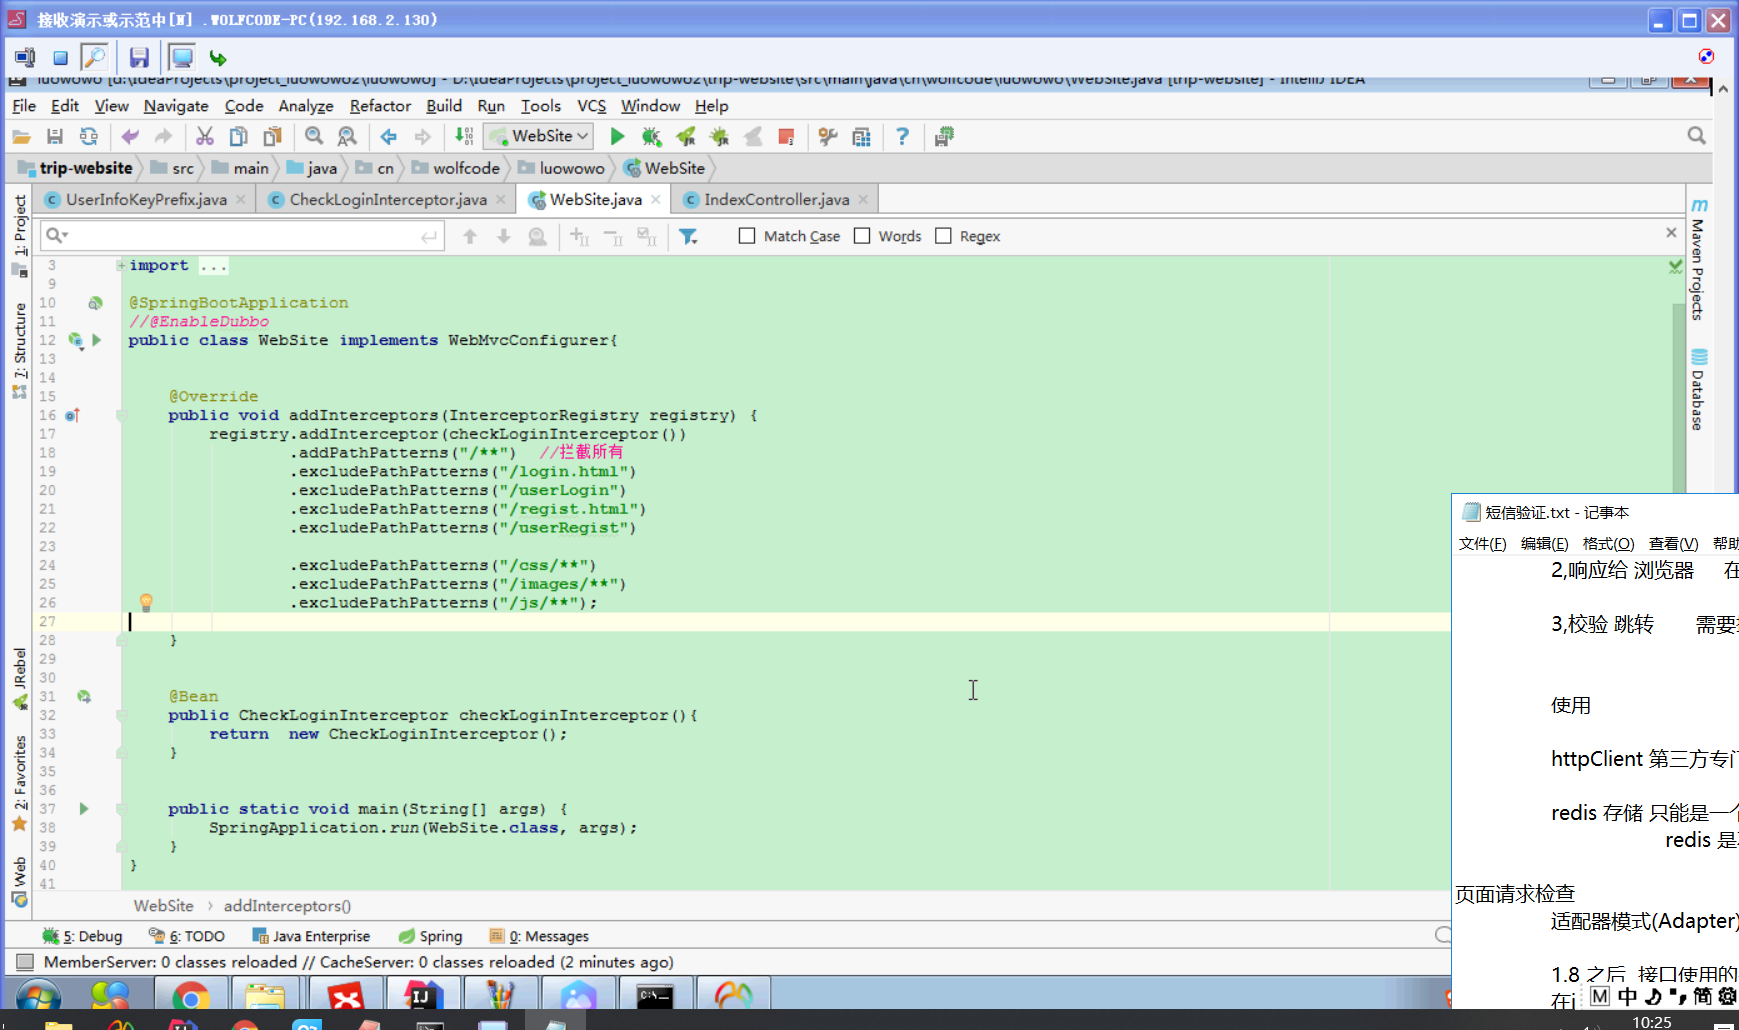 接收演示或示范中[W] .WOLFCODE-PC(192.168.2.130)
luowowo [d:\IdeaProjects\project_luowowo2\luowowo] - D:\IdeaProjects\project_luowowo2\trip-website\src\main\java\cn\wolfcode\luowowo\WebSite.java [trip-website] - IntelliJ IDEA
File Edit View Navigate Code Analyze Refactor Build Run Tools VCS Window Help
WebSite
trip-website src main java cn wolfcode luowowo WebSite
UserInfoKeyPrefix.java CheckLoginInterceptor.java WebSite.java IndexController.java
Match Case Words Regex
1: Project
7: Structure
JRebel
2: Favorites
Web
Maven Projects
Database
3 import ...
9
10 @SpringBootApplication
11 //@EnableDubbo
12 public class WebSite implements WebMvcConfigurer{
13
14
15 @Override
16 public void addInterceptors(InterceptorRegistry registry) {
17 registry.addInterceptor(checkLoginInterceptor())
18 .addPathPatterns("/**") //拦截所有
19 .excludePathPatterns("/login.html")
20 .excludePathPatterns("/userLogin")
21 .excludePathPatterns("/regist.html")
22 .excludePathPatterns("/userRegist")
23
24 .excludePathPatterns("/css/**")
25 .excludePathPatterns("/images/**")
26 .excludePathPatterns("/js/**");
27
28 }
29
30
31 @Bean
32 public CheckLoginInterceptor checkLoginInterceptor(){
33 return new CheckLoginInterceptor();
34 }
35
36
37 public static void main(String[] args) {
38 SpringApplication.run(WebSite.class, args);
39 }
40 }
41
WebSite › addInterceptors()
5: Debug 6: TODO Java Enterprise Spring 0: Messages
MemberServer: 0 classes reloaded // CacheServer: 0 classes reloaded (2 minutes ago)
短信验证.txt - 记事本
文件(F) 编辑(E) 格式(O) 查看(V) 帮助
2,响应给 浏览器 在
3,校验 跳转 需要
使用
httpClient 第三方专门
redis 存储 只能是一个
redis 是
页面请求检查
适配器模式(Adapter)
1.8 之后 接口使用的
在i
M 中 简
10:25